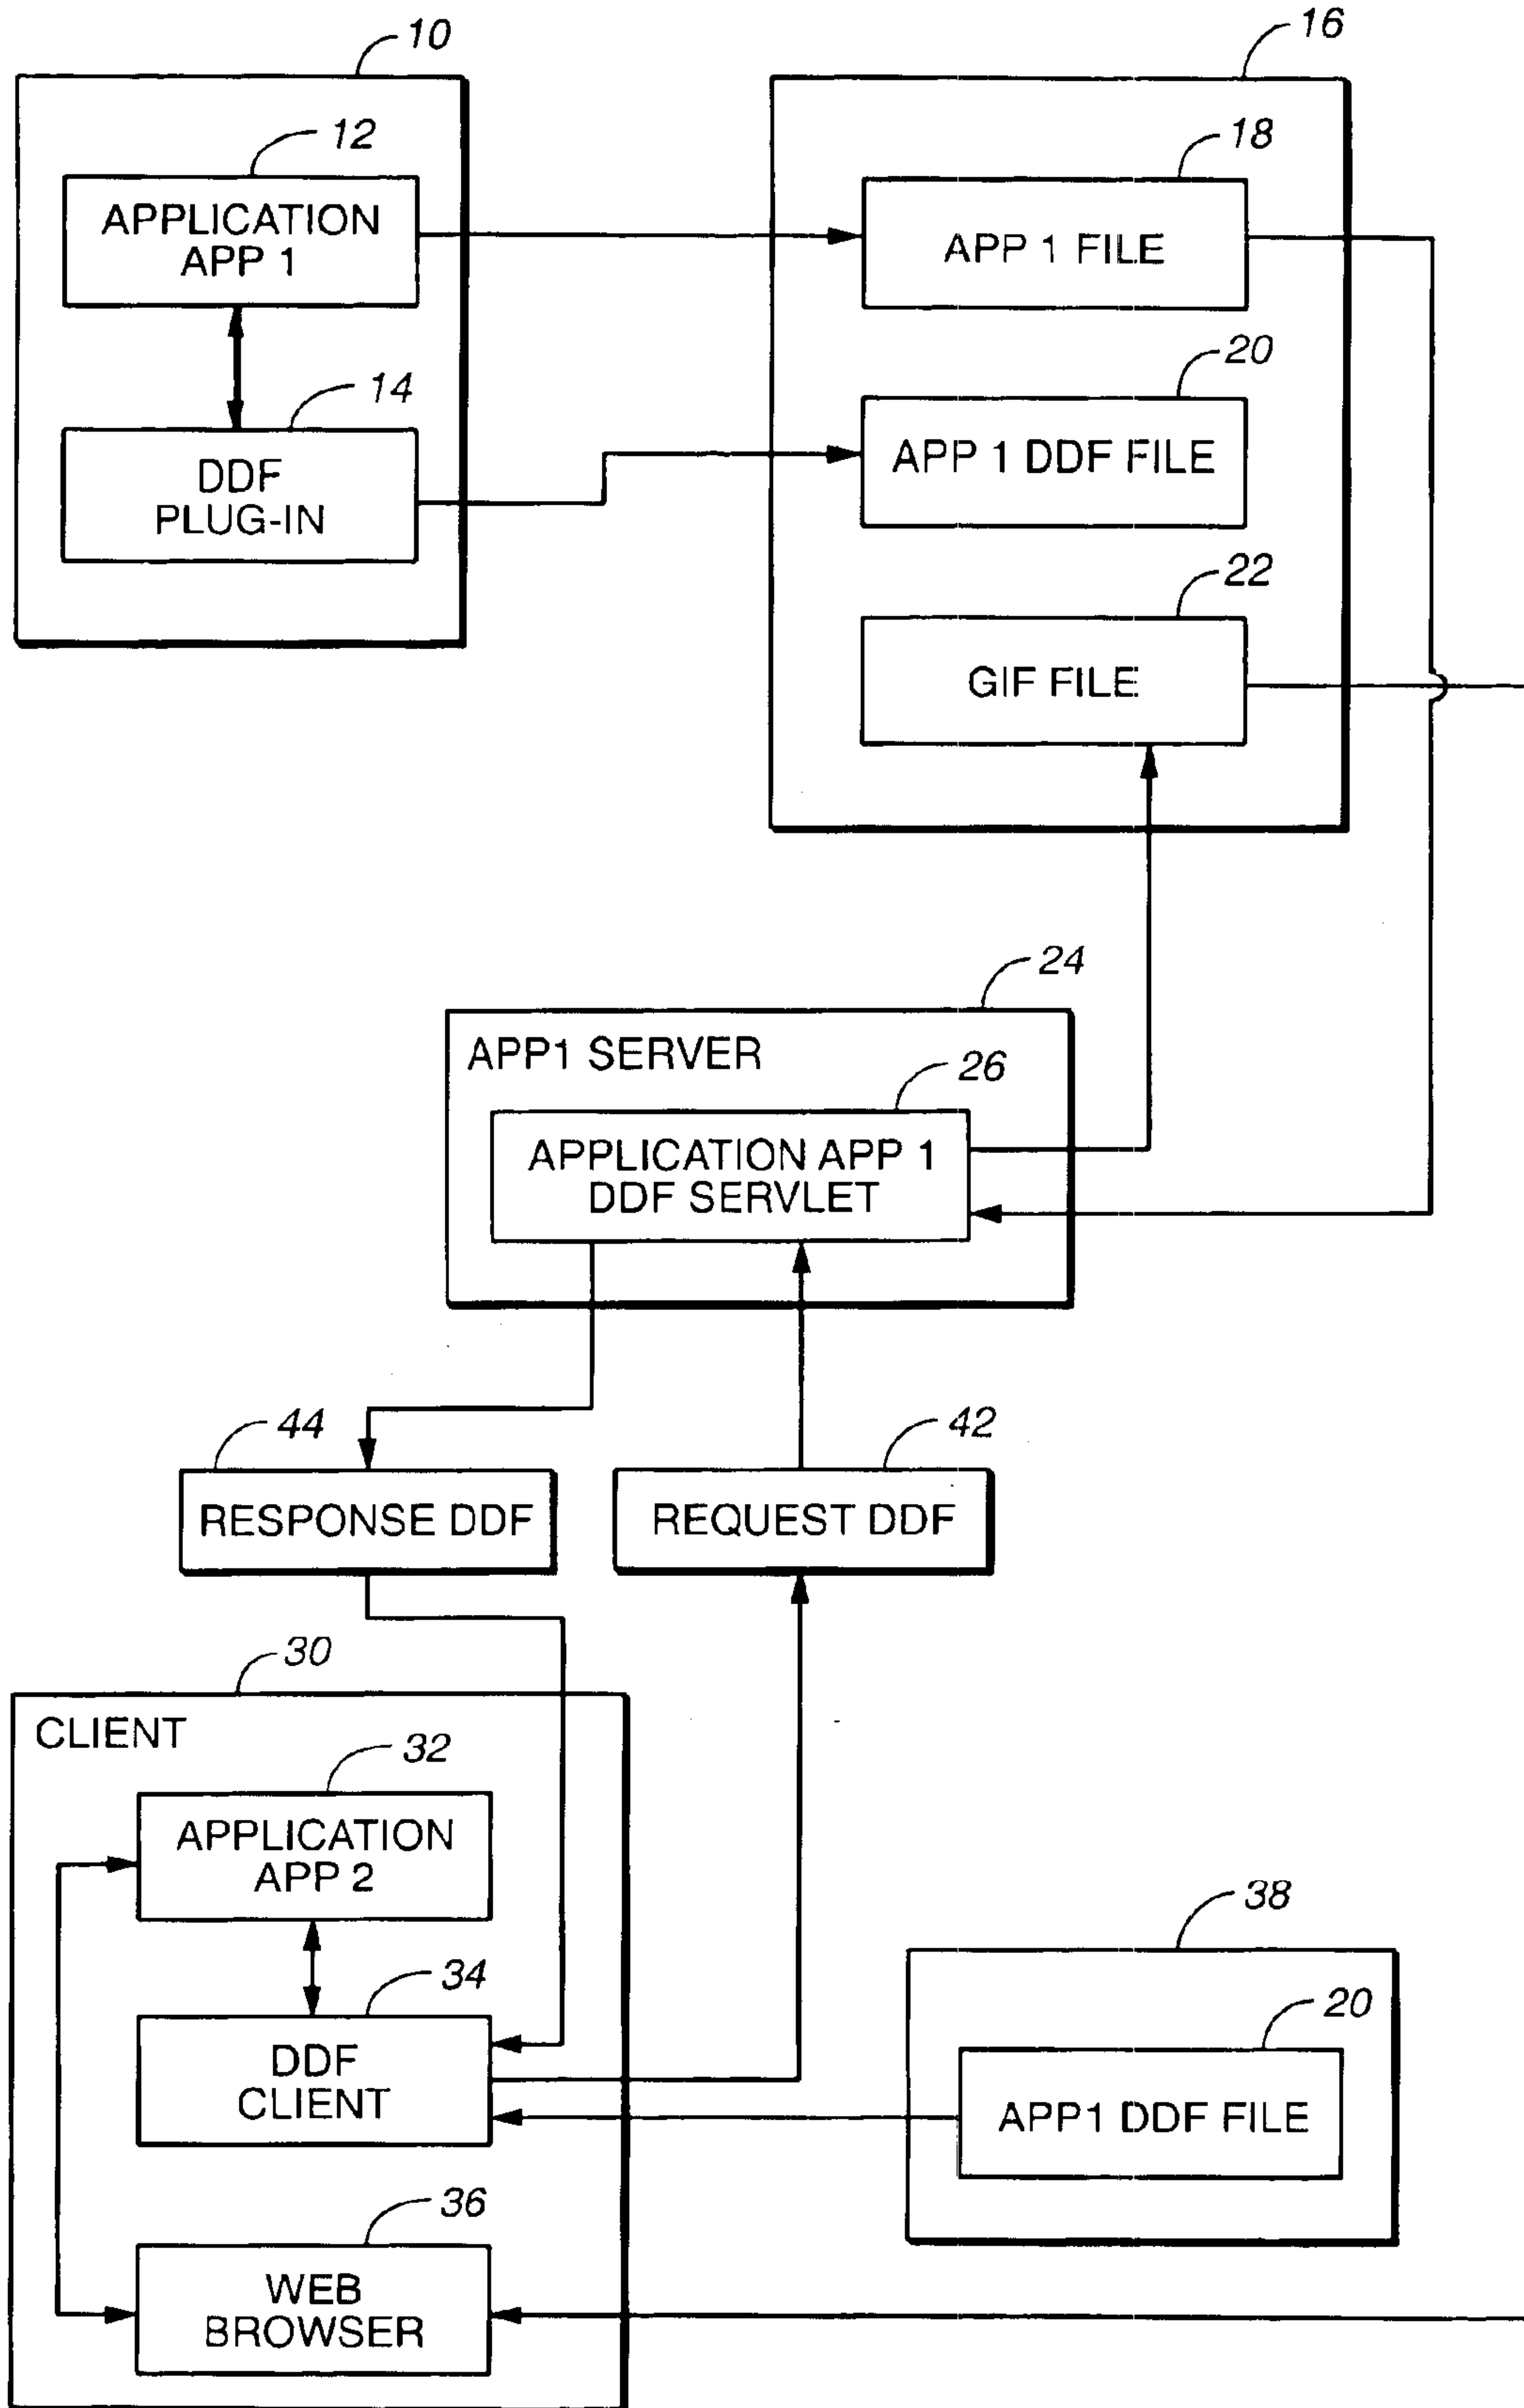 10
16
12
18
APPLICATION
APP 1
APP 1 FILE
20
14
APP 1 DDF FILE
DDF
PLUG-IN
22
GIF FILE
24
APP1 SERVER
26
APPLICATION APP 1
DDF SERVLET
44
42
RESPONSE DDF
REQUEST DDF
30
CLIENT
32
APPLICATION
APP 2
38
34
20
DDF
CLIENT
APP1 DDF FILE
36
WEB
BROWSER